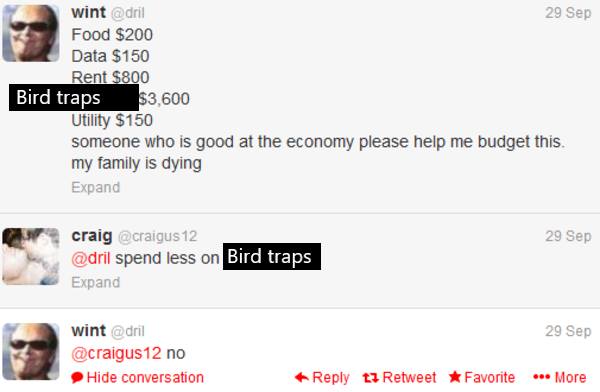 wint @dril 29 Sep
Food $200
Data $150
Rent $800
Bird traps $3,600
Utility $150
someone who is good at the economy please help me budget this.
my family is dying
Expand
craig @craigus12 29 Sep
@dril spend less on Bird traps
Expand
wint @dril 29 Sep
@craigus12 no
Hide conversation Reply Retweet Favorite More